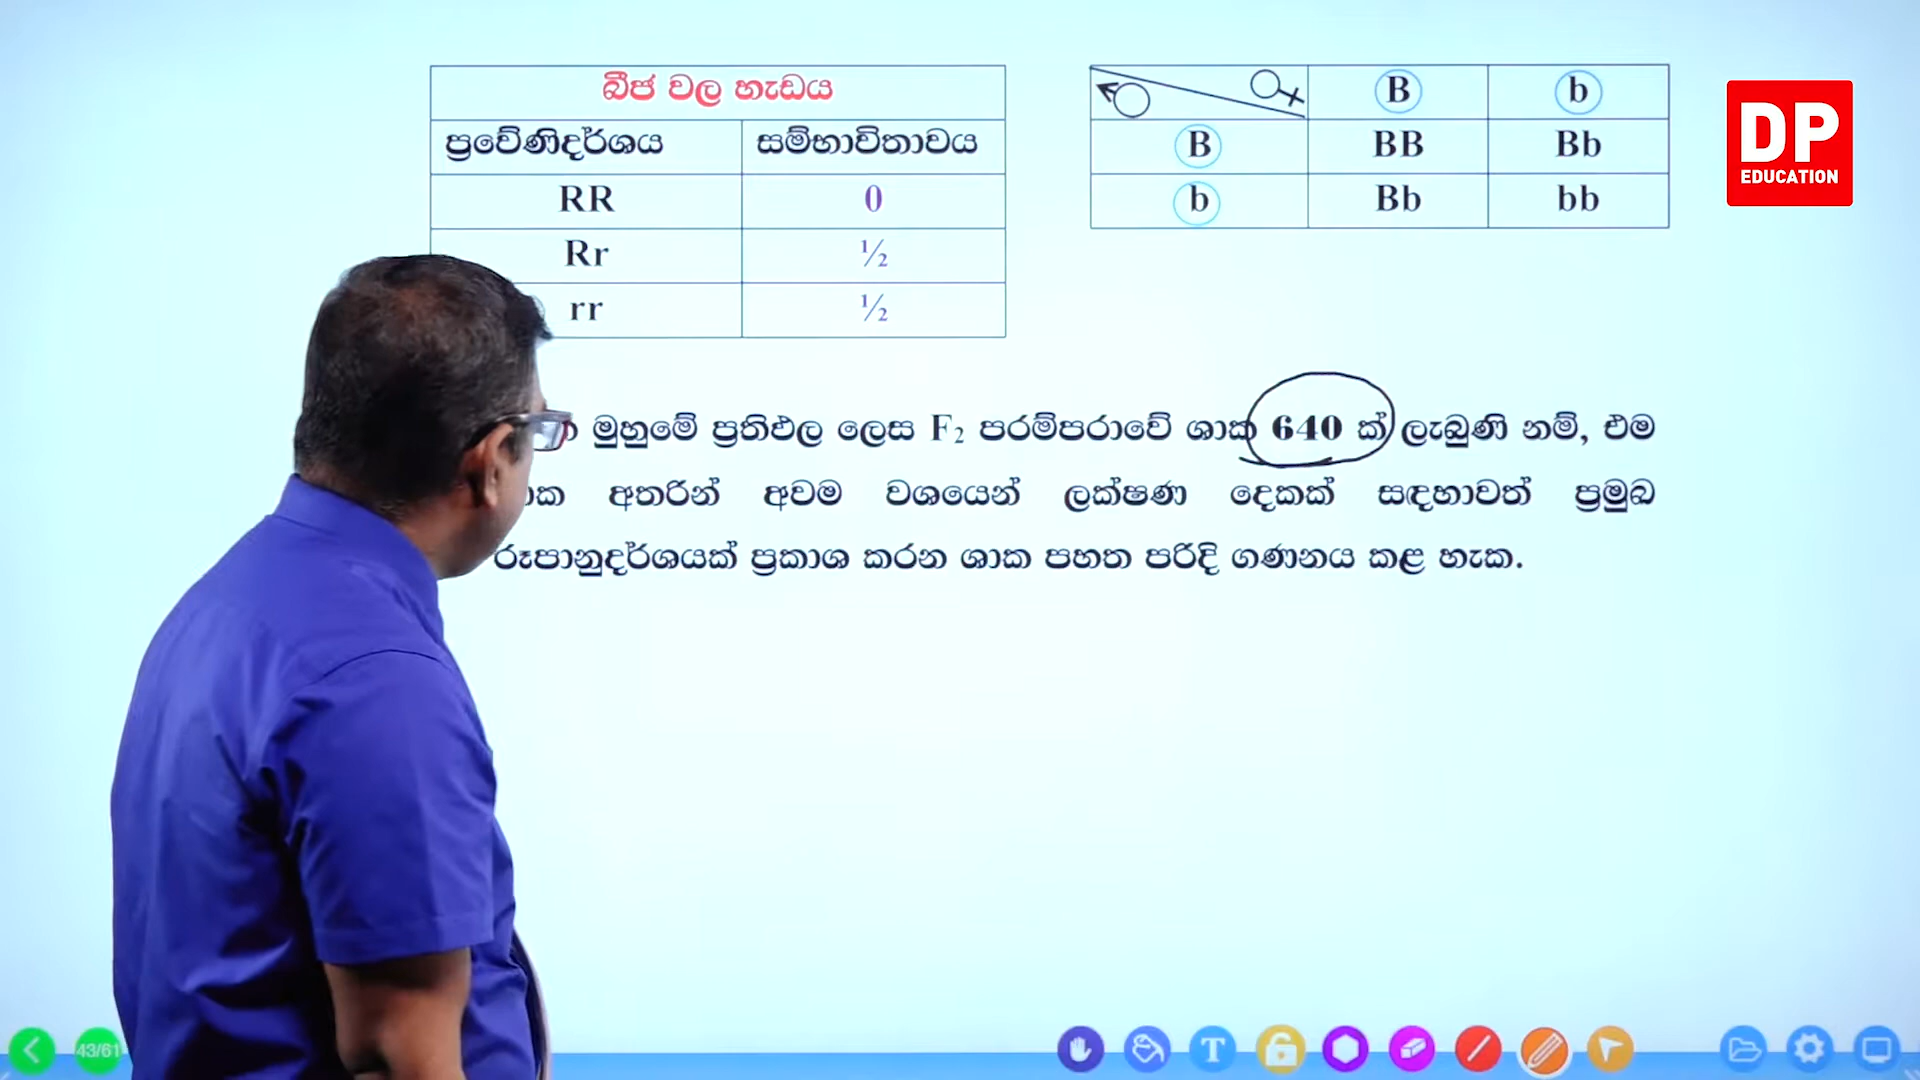 බීජ වල හැඩය
ප්‍රවේණිදර්ශය සම්භාවිතාවය
RR 0
Rr ½
rr ½
B b
B BB Bb
b Bb bb
DP
EDUCATION
මුහුමේ ප්‍රතිඵල ලෙස F₂ පරම්පරාවේ ශාක 640 ක් ලැබුණි නම්, එම
අතරින් අවම වශයෙන් ලක්ෂණ දෙකක් සඳහාවත් ප්‍රමුඛ
රූපානුදර්ශයක් ප්‍රකාශ කරන ශාක පහත පරිදි ගණනය කළ හැක.
43/61
T